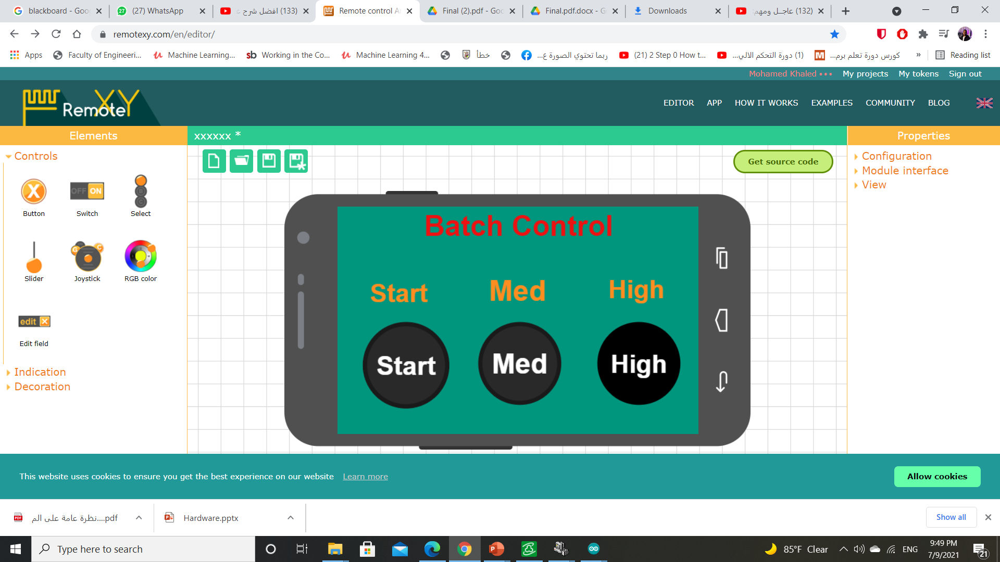 blackboard - Goo
(27) WhatsApp
(133) افضل شرح ع
Remote control A
Final (2).pdf - Goo
Final.pdf.docx - G
Downloads
(132) عاجــل ومهم:
remotexy.com/en/editor/
Apps
Faculty of Engineeri...
Machine Learning...
Working in the Co...
Machine Learning 4...
خطأ
ربما تحتوي الصورة ع...
(21) 2 Step 0 How t...
(1) دورة التحكم الالي...
كورس دورة تعلم برم...
»
Reading list
Mohamed Khaled •••
My projects
My tokens
Sign out
RemoteXY
EDITOR
APP
HOW IT WORKS
EXAMPLES
COMMUNITY
BLOG
Elements
xxxxxx *
Properties
Controls
Get source code
Configuration
Module interface
View
X
OFF ON
B
C
Button
Switch
Select
G
C
Slider
Joystick
RGB color
edit X
Edit field
Indication
Decoration
Batch Control
Start
Med
High
Start
Med
High
This website uses cookies to ensure you get the best experience on our website
Learn more
Allow cookies
PDF
نظرة عامة على الم....pdf
Hardware.pptx
Show all
Type here to search
85°F Clear
ENG
9:49 PM
7/9/2021
21